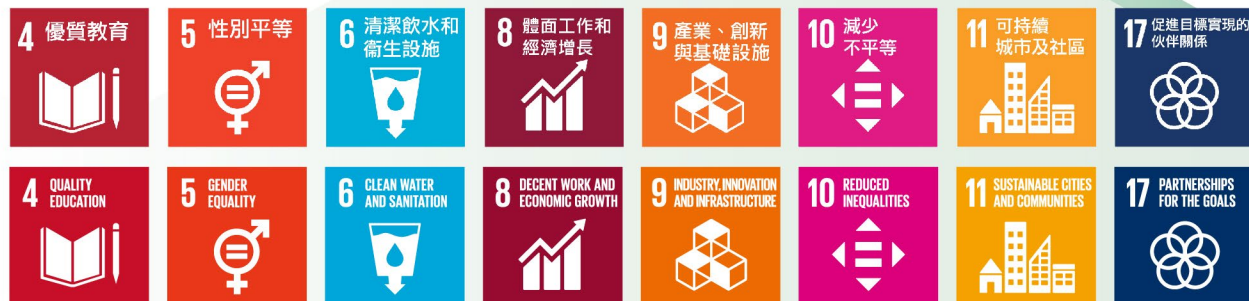 4 優質教育
5 性別平等
6 清潔飲水和
衞生設施
8 體面工作和
經濟增長
9 產業、創新
與基礎設施
10 減少
不平等
11 可持續
城市及社區
17 促進目標實現的
伙伴關係
4 QUALITY
EDUCATION
5 GENDER
EQUALITY
6 CLEAN WATER
AND SANITATION
8 DECENT WORK AND
ECONOMIC GROWTH
9 INDUSTRY, INNOVATION
AND INFRASTRUCTURE
10 REDUCED
INEQUALITIES
11 SUSTAINABLE CITIES
AND COMMUNITIES
17 PARTNERSHIPS
FOR THE GOALS